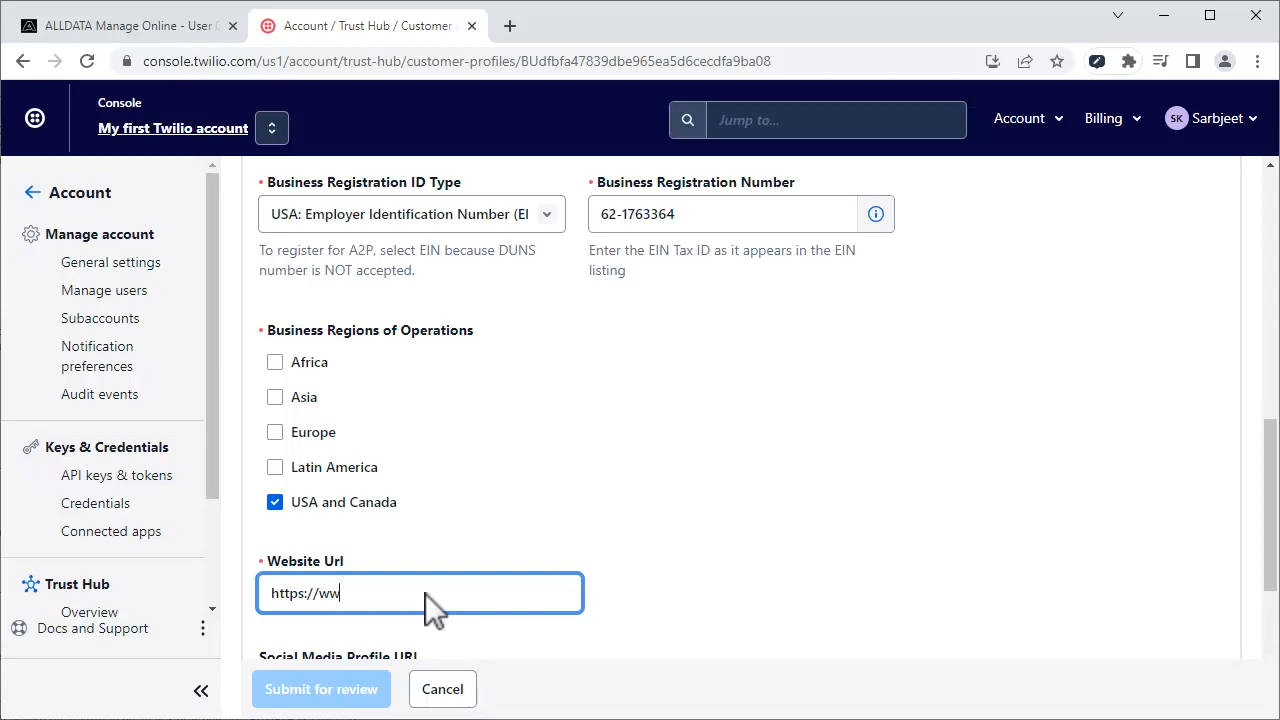 ALLDATA Manage Online - User
Account / Trust Hub / Customer
console.twilio.com/us1/account/trust-hub/customer-profiles/BUdfbfa47839dbe965ea5d6cecdfa9ba08
Console
My first Twilio account
Jump to...
Account
Billing
SK
Sarbjeet
Account
Manage account
General settings
Manage users
Subaccounts
Notification
preferences
Audit events
Keys & Credentials
API keys & tokens
Credentials
Connected apps
Trust Hub
Overview
Docs and Support
• Business Registration ID Type
USA: Employer Identification Number (EI
To register for A2P, select EIN because DUNS
number is NOT accepted.
• Business Registration Number
62-1763364
Enter the EIN Tax ID as it appears in the EIN
listing
• Business Regions of Operations
Africa
Asia
Europe
Latin America
USA and Canada
• Website Url
https://ww
Social Media Profile URL
Submit for review
Cancel